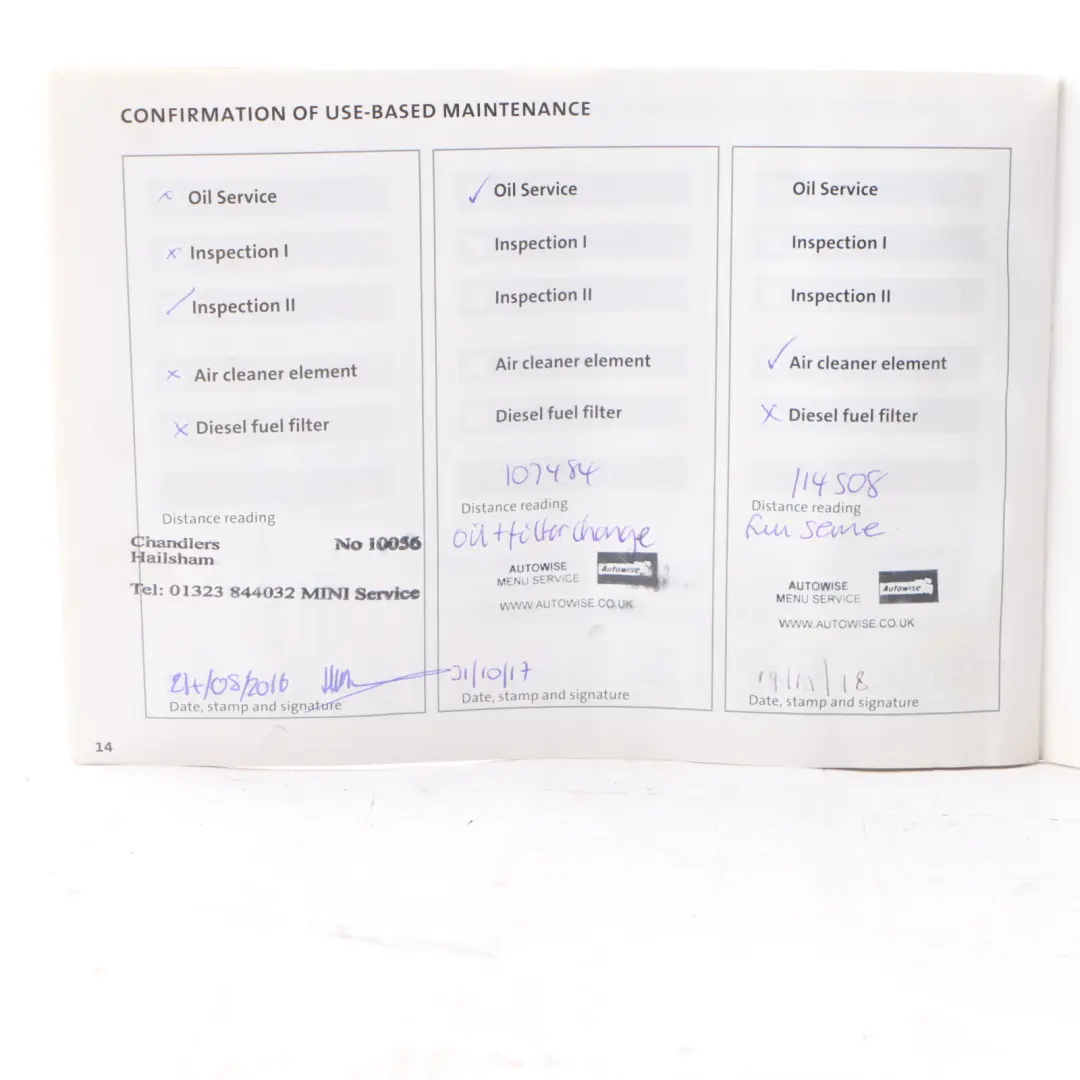 CONFIRMATION OF USE-BASED MAINTENANCE
x Oil Service
x Inspection I
/ Inspection II
x Air cleaner element
x Diesel fuel filter
Distance reading
Chandlers No 10056
Hailsham
Tel: 01323 844032 MINI Service
24/08/2016
Date, stamp and signature
✓ Oil Service
Inspection I
Inspection II
Air cleaner element
Diesel fuel filter
107484
Distance reading
oil + filter change
AUTOWISE Autowise
MENU SERVICE
WWW.AUTOWISE.CO.UK
31/10/17
Date, stamp and signature
Oil Service
Inspection I
Inspection II
✓ Air cleaner element
X Diesel fuel filter
114508
Distance reading
AUTOWISE Autowise
MENU SERVICE
WWW.AUTOWISE.CO.UK
19/11/18
Date, stamp and signature
14